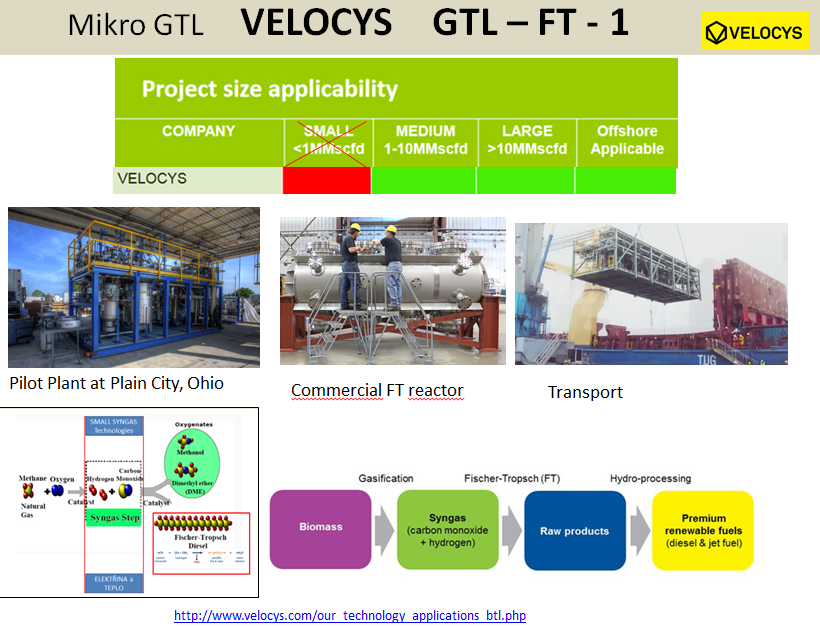 Mikro GTL VELOCYS GTL – FT - 1
VELOCYS
Project size applicability
COMPANY
SMALL
<1MMscfd
MEDIUM
1-10MMscfd
LARGE
>10MMscfd
Offshore
Applicable
VELOCYS
TUG
Pilot Plant at Plain City, Ohio
Commercial FT reactor
Transport
SMALL SYNGAS
Technologies
Oxygenates
Methanol
Dimethyl ether
(DME)
Methane
Oxygen
Hydrogen
Carbon
Monoxide
Natural
Gas
Catalyst
Catalyst
Syngas Step
Fischer-Tropsch
Diesel
ELEKTŘINA a
TEPLO
Gasification
Fischer-Tropsch (FT)
Hydro-processing
Biomass
Syngas
(carbon monoxide
+ hydrogen)
Raw products
Premium
renewable fuels
(diesel & jet fuel)
http://www.velocys.com/our_technology_applications_btl.php